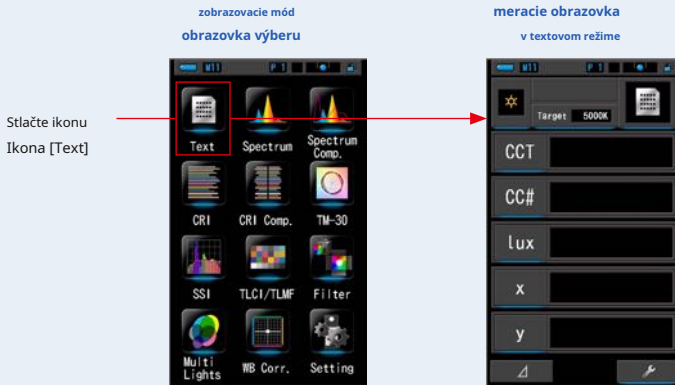 zobrazovacie mód
obrazovka výberu
meracie obrazovka
v textovom režime
Stlačte ikonu
Ikona [Text]
M11 P 1
Text Spectrum Spectrum Comp.
CRI CRI Comp. TM-30
SSI TLCI/TLMF Filter
Multi Lights WB Corr. Setting
M11 P 1
Target 5000K
CCT
CC#
lux
x
y